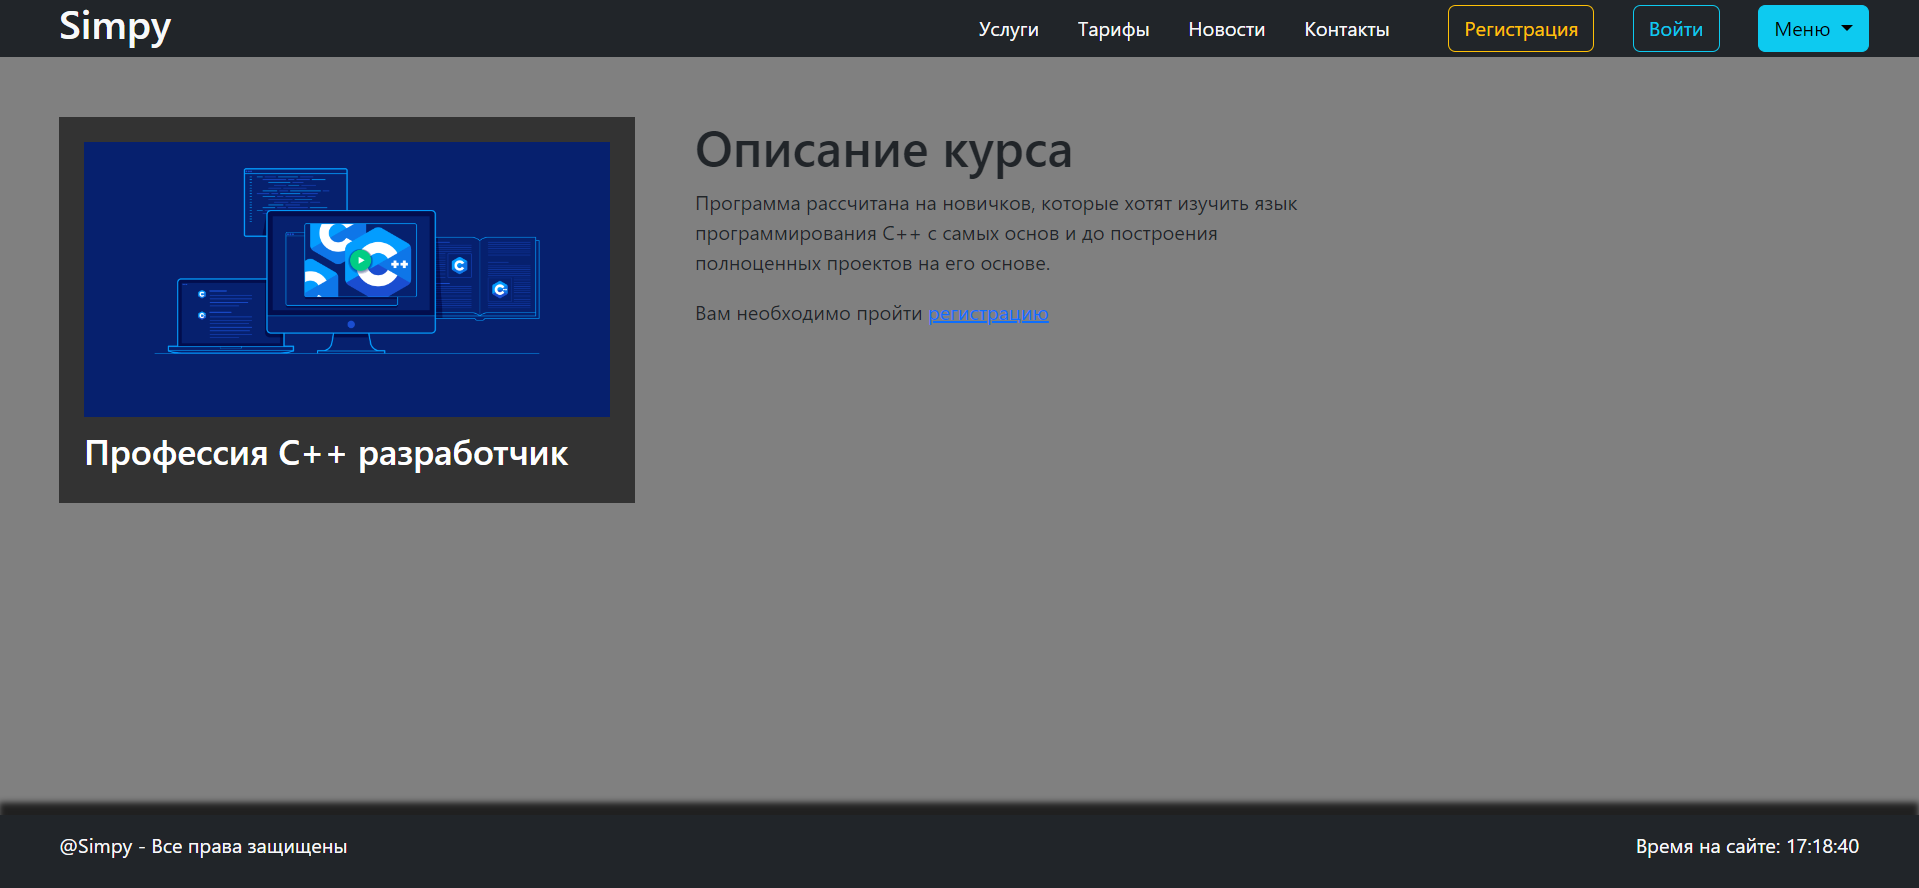 Simpy
Услуги Тарифы Новости Контакты Регистрация Войти Меню
Профессия C++ разработчик
Описание курса
Программа рассчитана на новичков, которые хотят изучить язык
программирования C++ с самых основ и до построения
полноценных проектов на его основе.
Вам необходимо пройти регистрацию
@Simpy - Все права защищены
Время на сайте: 17:18:40